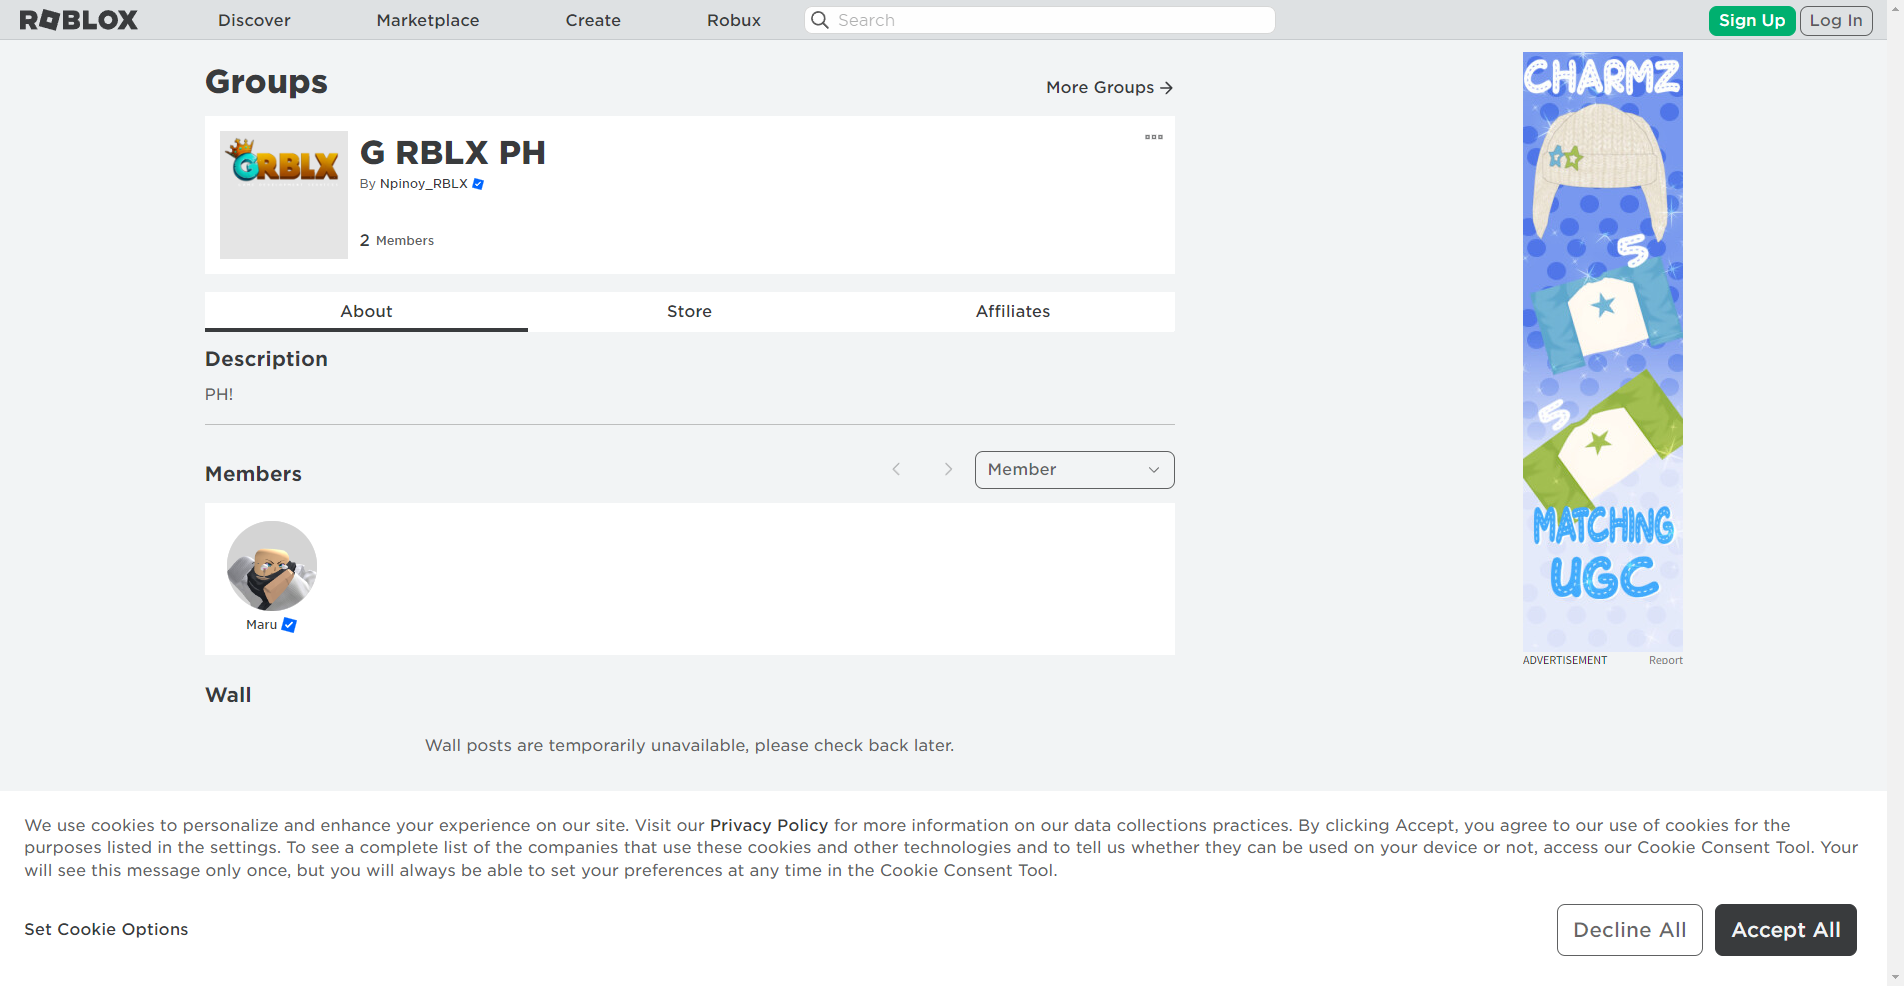 ROBLOX
Discover
Marketplace
Create
Robux
Search
Sign Up
Log In
Groups
More Groups
GRBLX
G RBLX PH
By Npinoy_RBLX
2 Members
About
Store
Affiliates
Description
PH!
Members
Member
Maru
Wall
Wall posts are temporarily unavailable, please check back later.
CHARMZ
5
5
MATCHING
UGC
ADVERTISEMENT
Report
We use cookies to personalize and enhance your experience on our site. Visit our Privacy Policy for more information on our data collections practices. By clicking Accept, you agree to our use of cookies for the
purposes listed in the settings. To see a complete list of the companies that use these cookies and other technologies and to tell us whether they can be used on your device or not, access our Cookie Consent Tool. Your
will see this message only once, but you will always be able to set your preferences at any time in the Cookie Consent Tool.
Set Cookie Options
Decline All
Accept All